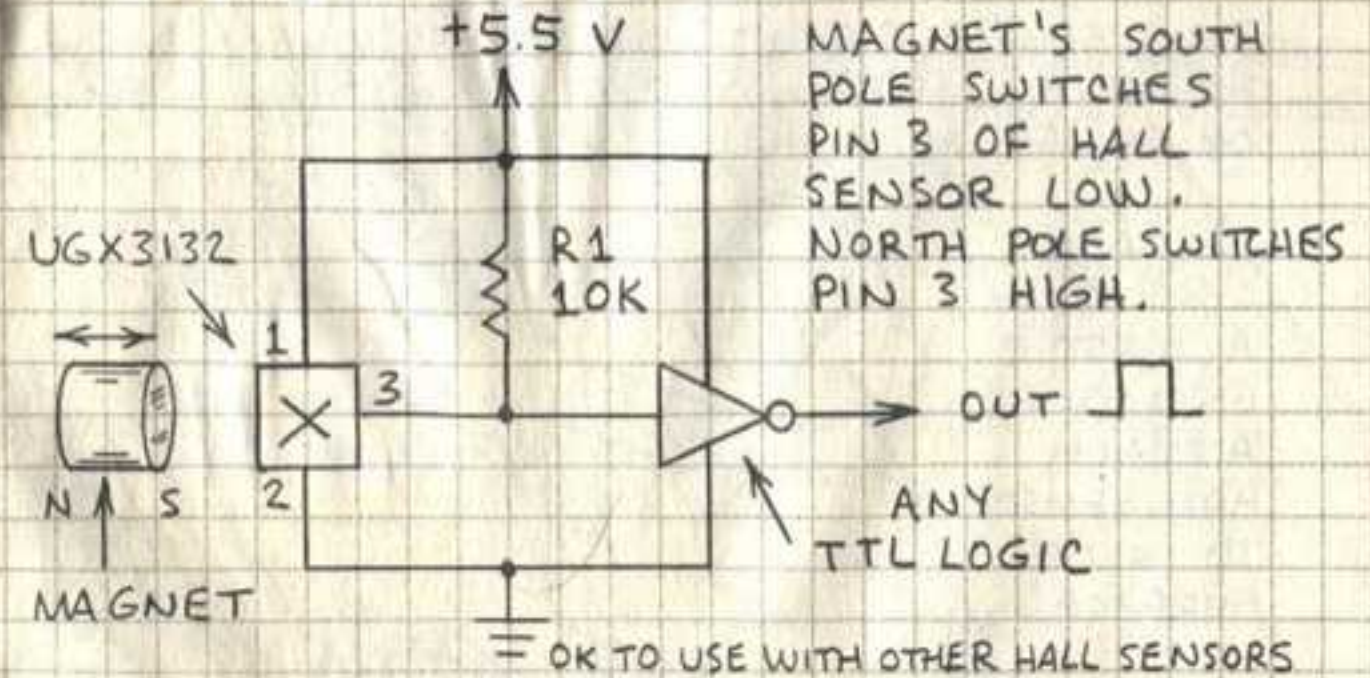 +5.5 V
MAGNET'S SOUTH
POLE SWITCHES
PIN 3 OF HALL
SENSOR LOW.
NORTH POLE SWITCHES
PIN 3 HIGH.
UGX3132
R1
10K
1
3
2
N
S
MAGNET
OUT
ANY
TTL LOGIC
OK TO USE WITH OTHER HALL SENSORS